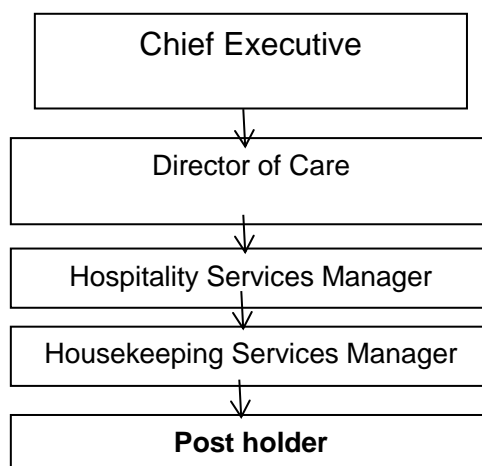 Chief Executive
Director of Care
Hospitality Services Manager
Housekeeping Services Manager
Post holder